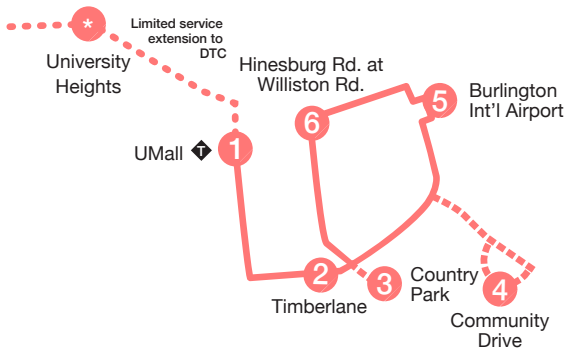 *
Limited service
extension to
DTC
University
Heights
Hinesburg Rd. at
Williston Rd.
Burlington
Int'l Airport
5
6
UMall T 1
2
Timberlane
3
Country
Park
4
Community
Drive